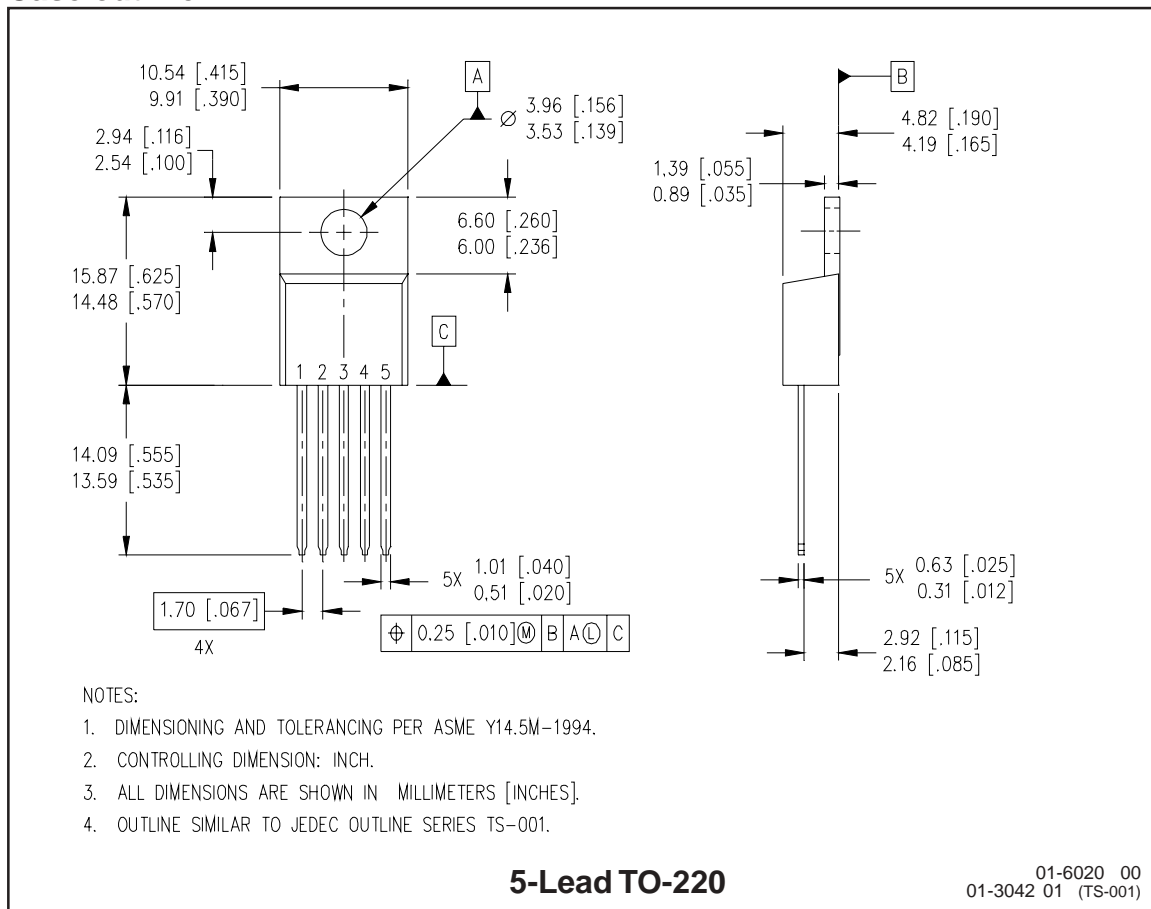 10.54 [.415]
9.91 [.390]
A
Ø 3.96 [.156]
3.53 [.139]
B
2.94 [.116]
2.54 [.100]
4.82 [.190]
4.19 [.165]
1,39 [.055]
0.89 [.035]
6.60 [.260]
6.00 [.236]
15.87 [.625]
14.48 [.570]
C
1 2 3 4 5
14.09 [.555]
13.59 [.535]
5X 1.01 [.040]
0,51 [.020]
5X 0.63 [.025]
0.31 [.012]
1.70 [.067]
4X
⌖ 0.25 [.010]Ⓜ B AⓁ C
2.92 [.115]
2.16 [.085]
NOTES:
1. DIMENSIONING AND TOLERANCING PER ASME Y14.5M-1994.
2. CONTROLLING DIMENSION: INCH.
3. ALL DIMENSIONS ARE SHOWN IN MILLIMETERS [INCHES].
4. OUTLINE SIMILAR TO JEDEC OUTLINE SERIES TS-001.
5-Lead TO-220
01-6020 00
01-3042 01 (TS-001)